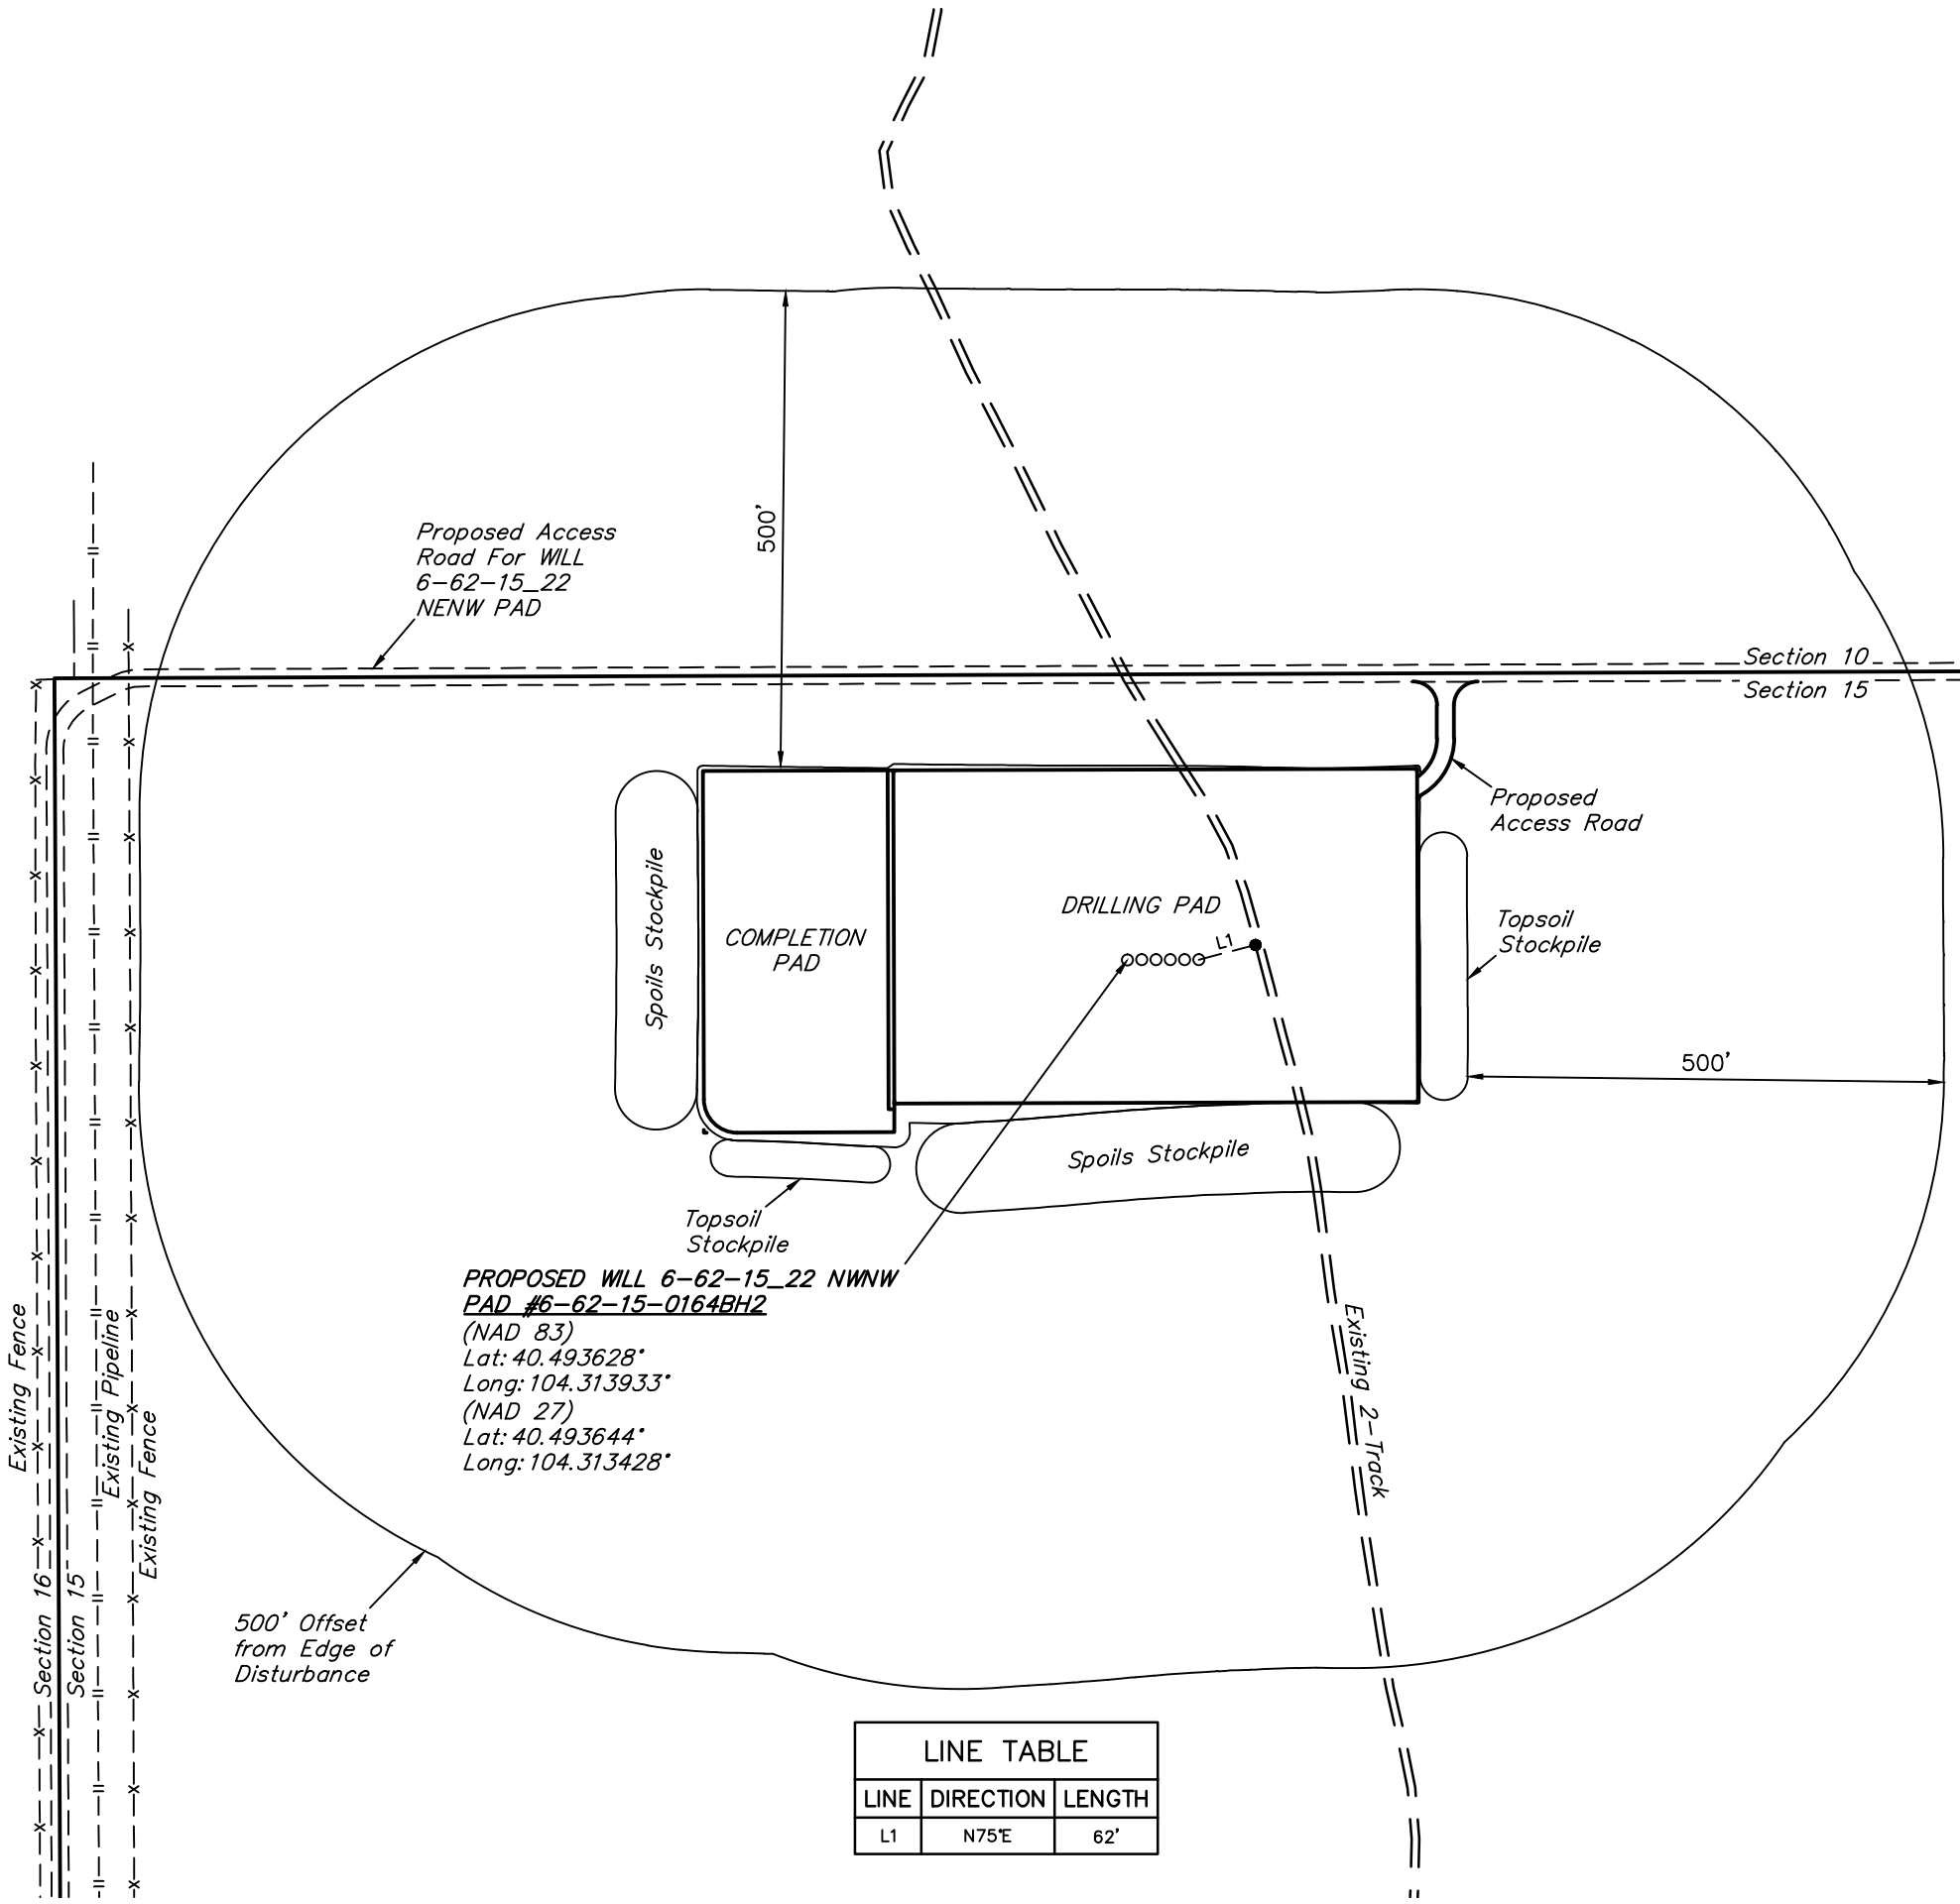 Proposed Access
Road For WILL
6-62-15_22
NENW PAD
500'
Section 10
Section 15
Proposed
Access Road
Spoils Stockpile
COMPLETION
PAD
DRILLING PAD
L1
Topsoil
Stockpile
500'
Spoils Stockpile
Topsoil
Stockpile
PROPOSED WILL 6-62-15_22 NWNW
PAD #6-62-15-0164BH2
(NAD 83)
Lat: 40.493628°
Long: 104.313933°
(NAD 27)
Lat: 40.493644°
Long: 104.313428°
Existing Fence
Existing Pipeline
Existing Fence
Existing 2-Track
Section 16
Section 15
500' Offset
from Edge of
Disturbance
LINE TABLE
LINE DIRECTION LENGTH
L1 N75°E 62'